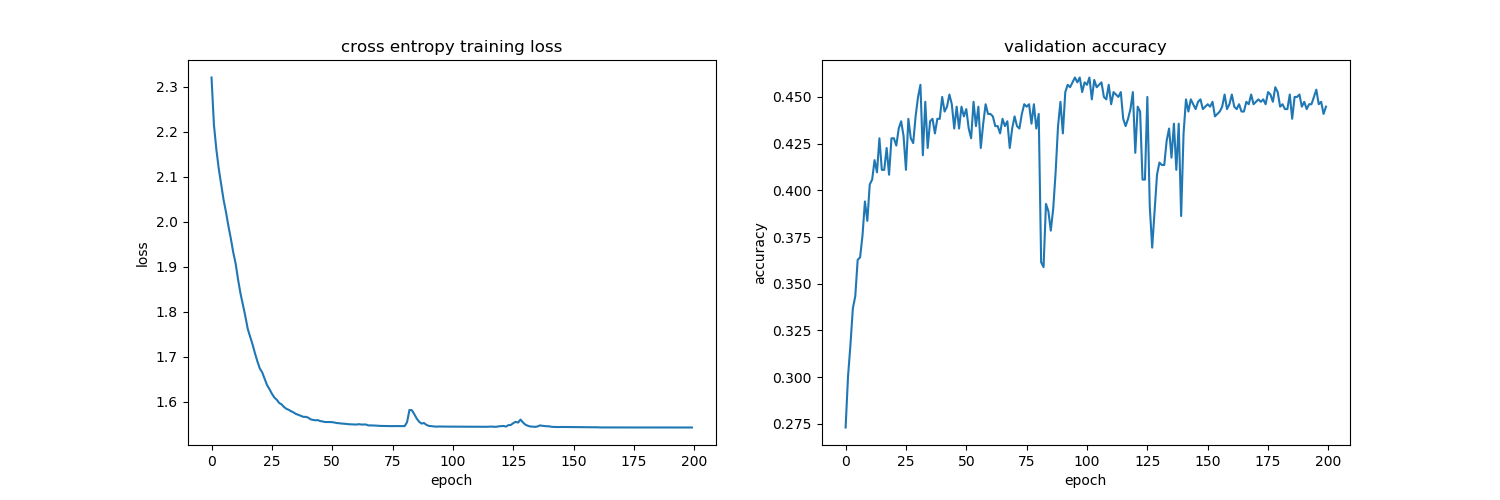 cross entropy training loss
2.3
2.2
2.1
2.0
1.9
1.8
1.7
1.6
loss
0 25 50 75 100 125 150 175 200
epoch
validation accuracy
0.450
0.425
0.400
0.375
0.350
0.325
0.300
0.275
accuracy
0 25 50 75 100 125 150 175 200
epoch